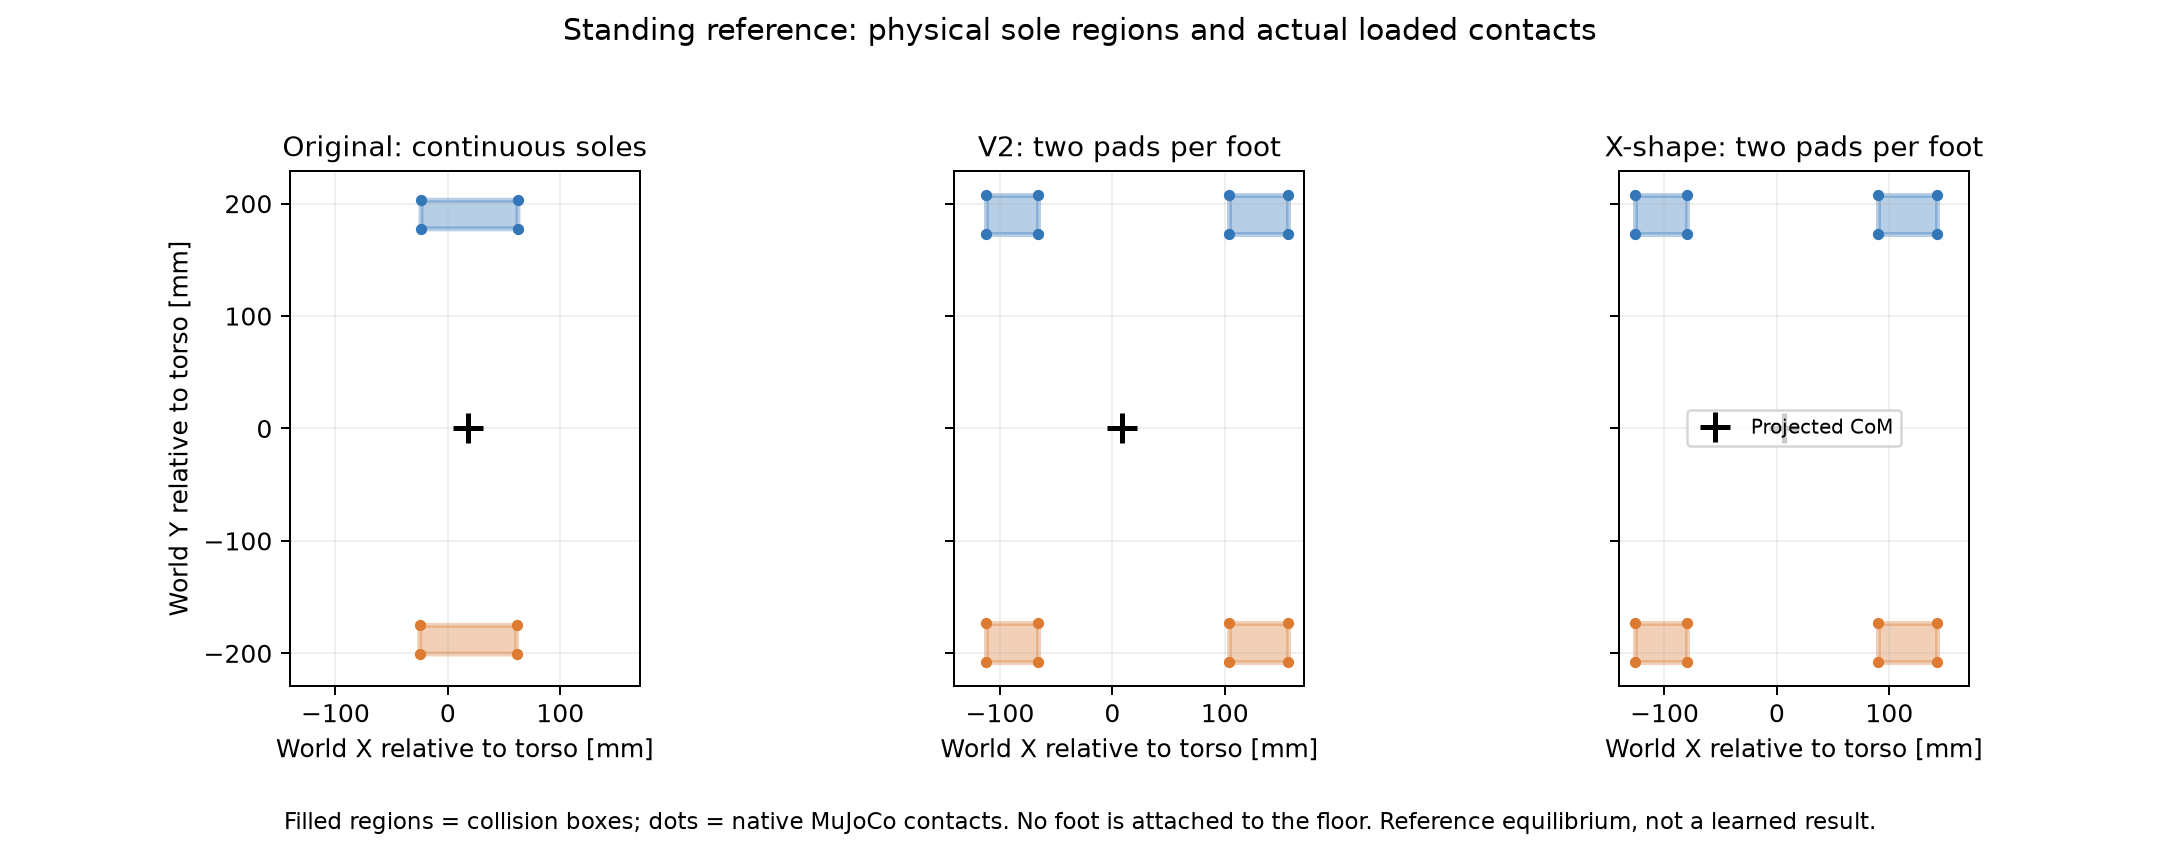 Standing reference: physical sole regions and actual loaded contacts
Original: continuous soles
V2: two pads per foot
X-shape: two pads per foot
World Y relative to torso [mm]
200
100
0
−100
−200
Projected CoM
−100 0 100
−100 0 100
−100 0 100
World X relative to torso [mm]
World X relative to torso [mm]
World X relative to torso [mm]
Filled regions = collision boxes; dots = native MuJoCo contacts. No foot is attached to the floor. Reference equilibrium, not a learned result.